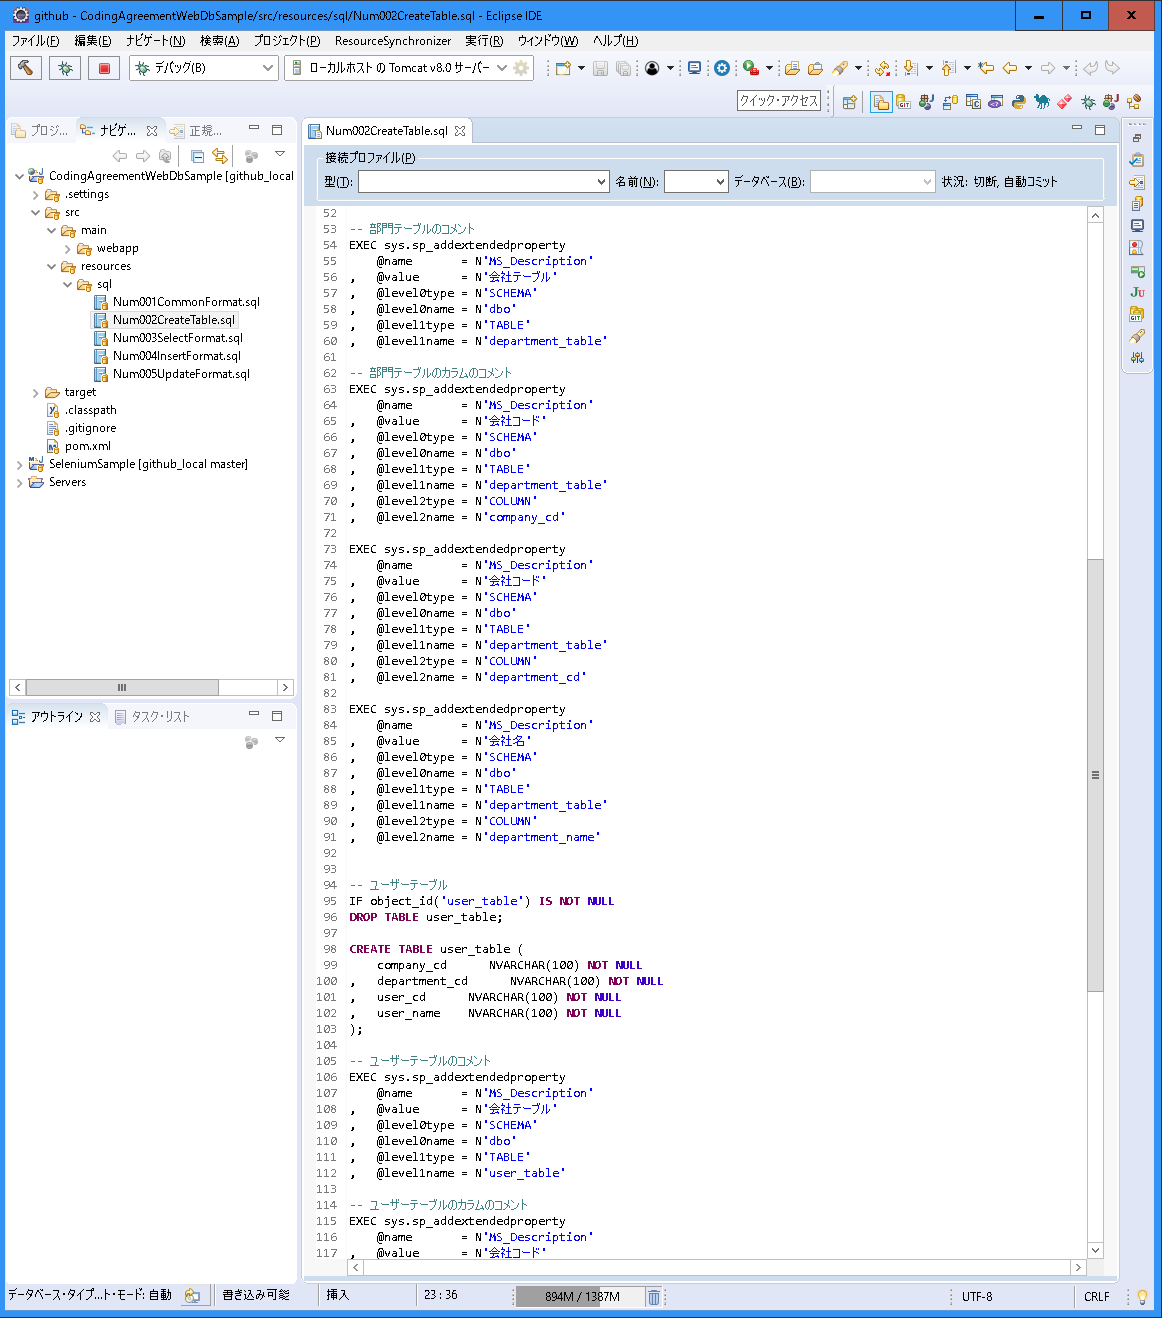 github - CodingAgreementWebDbSample/src/resources/sql/Num002CreateTable.sql - Eclipse IDE
ファイル(F) 編集(E) ナビゲート(N) 検索(A) プロジェクト(P) ResourceSynchronizer 実行(R) ウィンドウ(W) ヘルプ(H)
デバッグ(B) ローカルホスト の Tomcat v8.0 サーバー
クイック・アクセス
プロジ... ナビゲ... 正規...
CodingAgreementWebDbSample [github_local
.settings
src
main
webapp
resources
sql
Num001CommonFormat.sql
Num002CreateTable.sql
Num003SelectFormat.sql
Num004InsertFormat.sql
Num005UpdateFormat.sql
target
.classpath
.gitignore
pom.xml
SeleniumSample [github_local master]
Servers
アウトライン タスク・リスト
Num002CreateTable.sql
接続プロファイル(P)
型(T): 名前(N): データベース(B): 状況: 切断, 自動コミット
52
53 -- 部門テーブルのコメント
54 EXEC sys.sp_addextendedproperty
55 @name = N'MS_Description'
56 , @value = N'会社テーブル'
57 , @level0type = N'SCHEMA'
58 , @level0name = N'dbo'
59 , @level1type = N'TABLE'
60 , @level1name = N'department_table'
61
62 -- 部門テーブルのカラムのコメント
63 EXEC sys.sp_addextendedproperty
64 @name = N'MS_Description'
65 , @value = N'会社コード'
66 , @level0type = N'SCHEMA'
67 , @level0name = N'dbo'
68 , @level1type = N'TABLE'
69 , @level1name = N'department_table'
70 , @level2type = N'COLUMN'
71 , @level2name = N'company_cd'
72
73 EXEC sys.sp_addextendedproperty
74 @name = N'MS_Description'
75 , @value = N'会社コード'
76 , @level0type = N'SCHEMA'
77 , @level0name = N'dbo'
78 , @level1type = N'TABLE'
79 , @level1name = N'department_table'
80 , @level2type = N'COLUMN'
81 , @level2name = N'department_cd'
82
83 EXEC sys.sp_addextendedproperty
84 @name = N'MS_Description'
85 , @value = N'会社名'
86 , @level0type = N'SCHEMA'
87 , @level0name = N'dbo'
88 , @level1type = N'TABLE'
89 , @level1name = N'department_table'
90 , @level2type = N'COLUMN'
91 , @level2name = N'department_name'
92
93
94 -- ユーザーテーブル
95 IF object_id('user_table') IS NOT NULL
96 DROP TABLE user_table;
97
98 CREATE TABLE user_table (
99 company_cd NVARCHAR(100) NOT NULL
100 , department_cd NVARCHAR(100) NOT NULL
101 , user_cd NVARCHAR(100) NOT NULL
102 , user_name NVARCHAR(100) NOT NULL
103 );
104
105 -- ユーザーテーブルのコメント
106 EXEC sys.sp_addextendedproperty
107 @name = N'MS_Description'
108 , @value = N'会社テーブル'
109 , @level0type = N'SCHEMA'
110 , @level0name = N'dbo'
111 , @level1type = N'TABLE'
112 , @level1name = N'user_table'
113
114 -- ユーザーテーブルのカラムのコメント
115 EXEC sys.sp_addextendedproperty
116 @name = N'MS_Description'
117 , @value = N'会社コード'
データベース・タイプ...ト・モード: 自動 書き込み可能 挿入 23 : 36 894M / 1387M UTF-8 CRLF